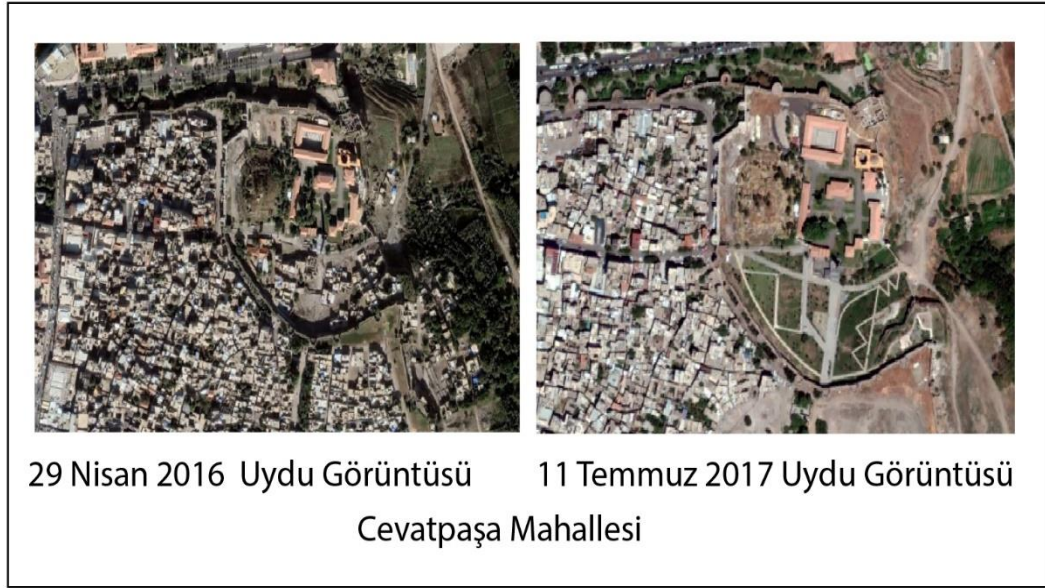 29 Nisan 2016 Uydu Görüntüsü
11 Temmuz 2017 Uydu Görüntüsü
Cevatpaşa Mahallesi